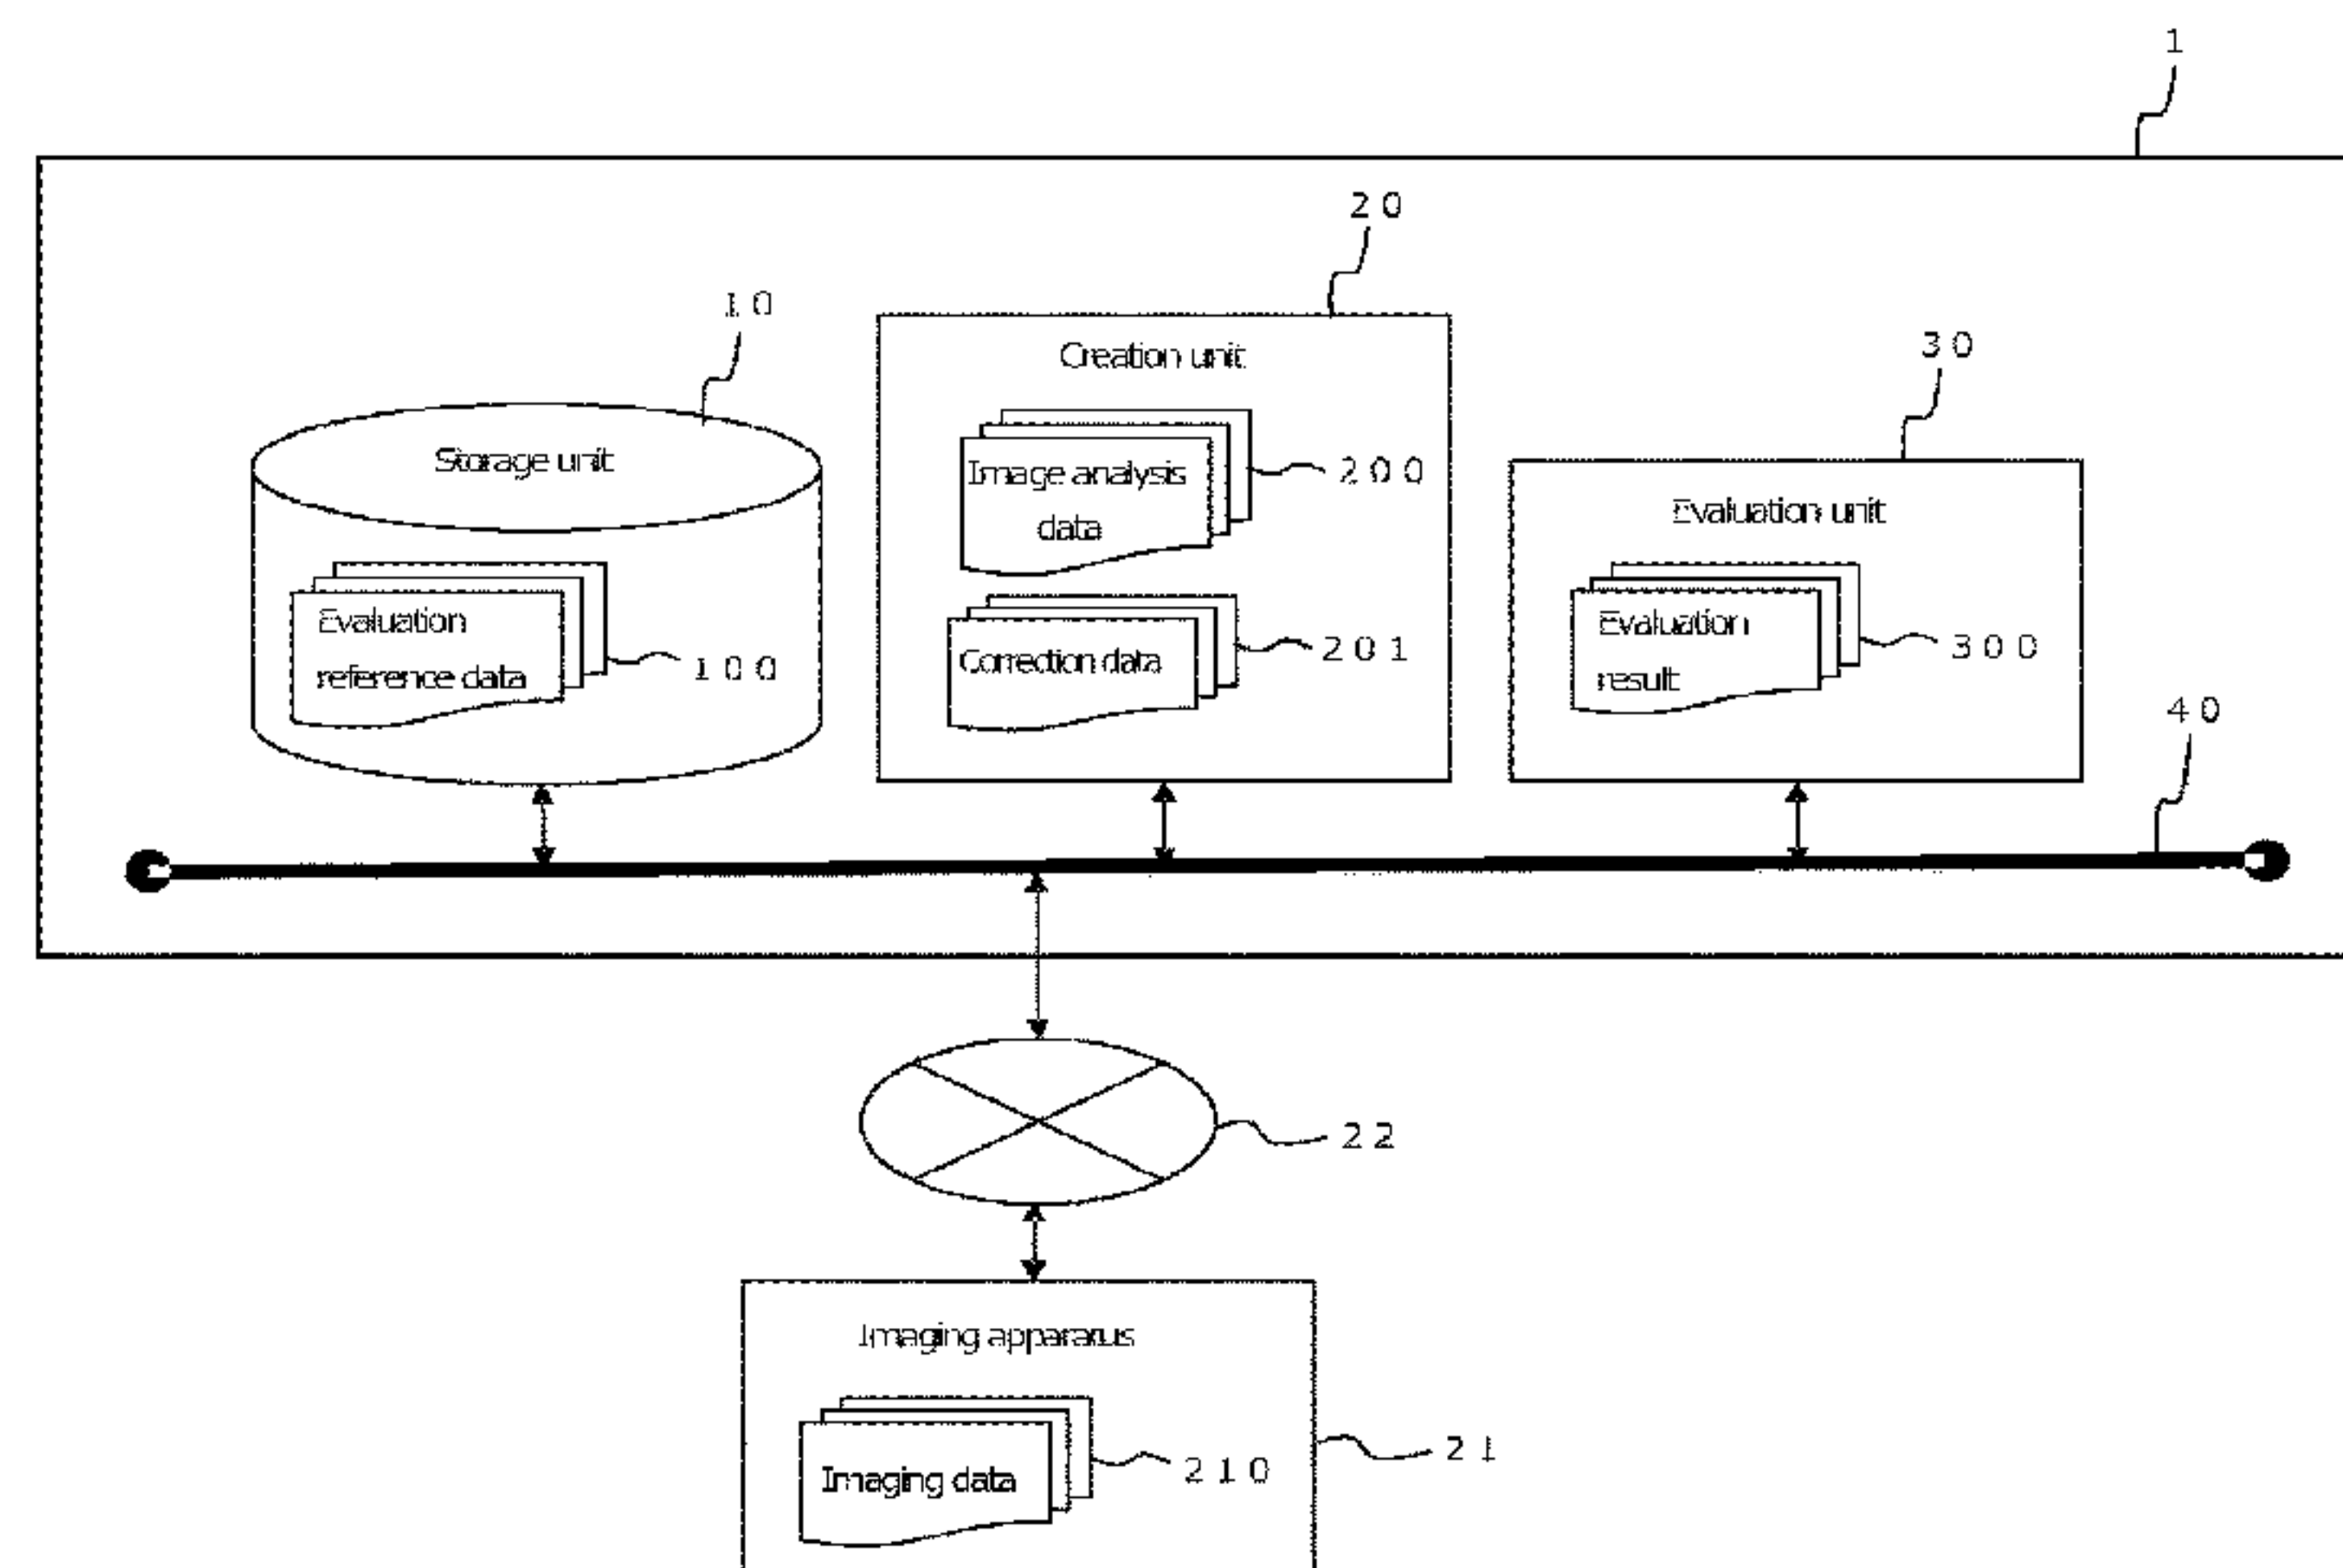 1
20
10
Creation unit
30
Storage unit
Image analysis
data
200
Evaluation unit
Evaluation
reference data
100
Correction data
201
Evaluation
result
300
40
22
Imaging apparatus
Imaging data
210
21